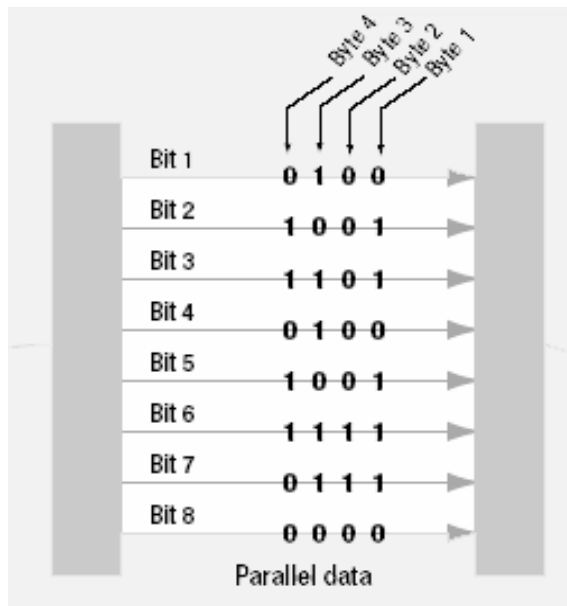 Byte 4 Byte 3 Byte 2 Byte 1
Bit 1 0 1 0 0
Bit 2 1 0 0 1
Bit 3 1 1 0 1
Bit 4 0 1 0 0
Bit 5 1 0 0 1
Bit 6 1 1 1 1
Bit 7 0 1 1 1
Bit 8 0 0 0 0
Parallel data